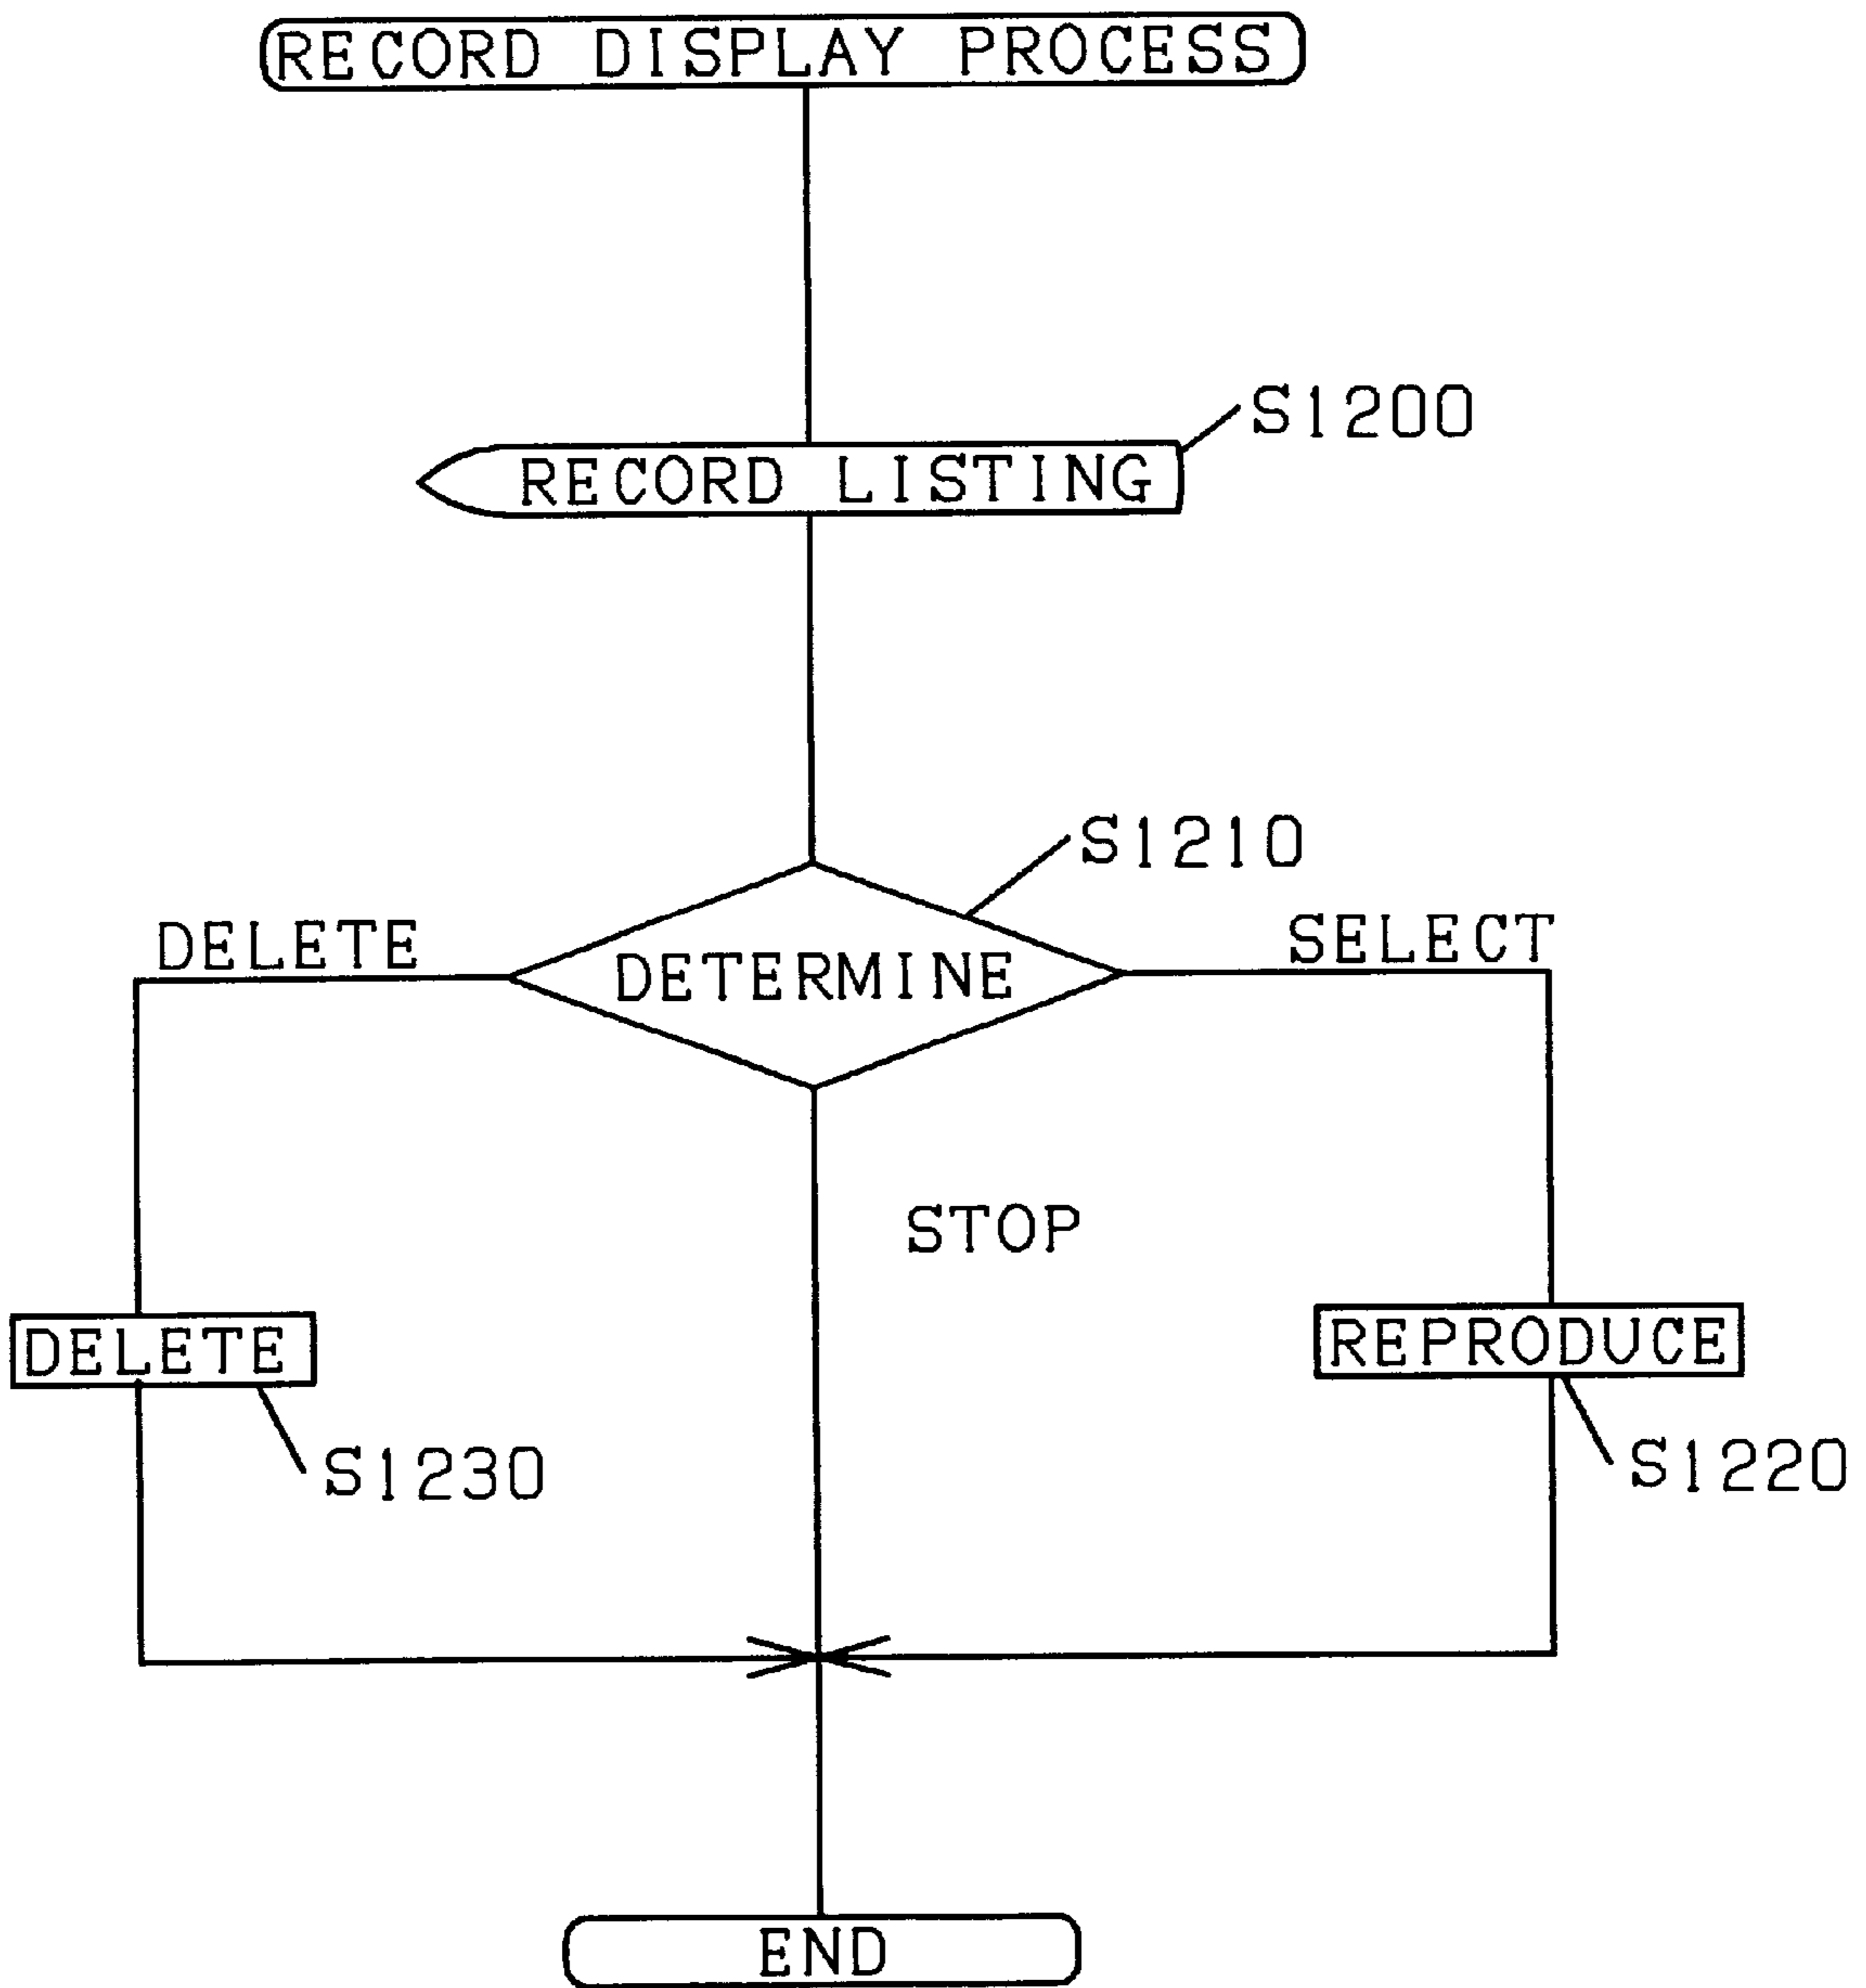 RECORD DISPLAY PROCESS
S1200
RECORD LISTING
S1210
DELETE
SELECT
DETERMINE
STOP
DELETE
REPRODUCE
S1230
S1220
END